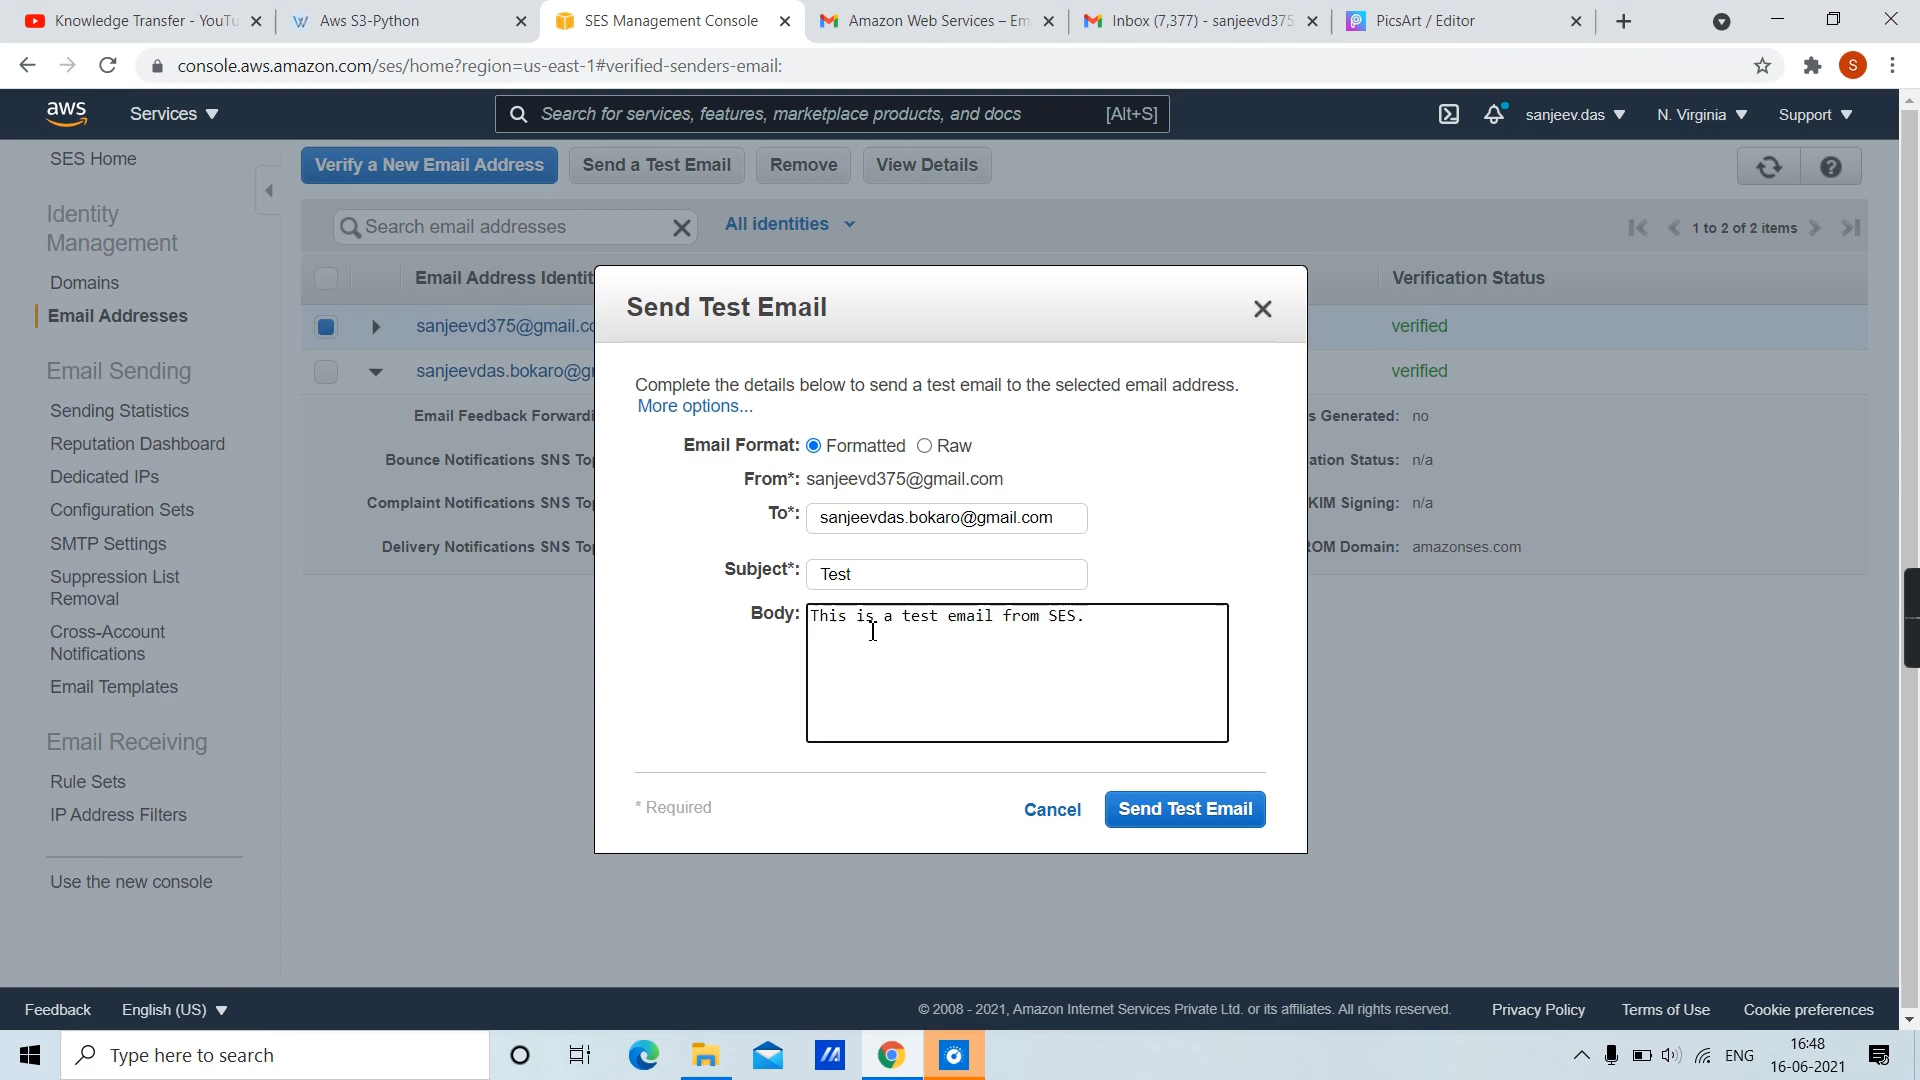 Knowledge Transfer - YouTu
Aws S3-Python
SES Management Console
Amazon Web Services – Em
Inbox (7,377) - sanjeevd375
PicsArt / Editor
console.aws.amazon.com/ses/home?region=us-east-1#verified-senders-email:
S
aws
Services
Search for services, features, marketplace products, and docs
[Alt+S]
sanjeev.das
N. Virginia
Support
SES Home
Identity
Management
Domains
Email Addresses
Email Sending
Sending Statistics
Reputation Dashboard
Dedicated IPs
Configuration Sets
SMTP Settings
Suppression List
Removal
Cross-Account
Notifications
Email Templates
Email Receiving
Rule Sets
IP Address Filters
Use the new console
Verify a New Email Address
Send a Test Email
Remove
View Details
Search email addresses
All identities
1 to 2 of 2 items
Email Address Identit
Verification Status
sanjeevd375@gmail.co
verified
sanjeevdas.bokaro@g
verified
Email Feedback Forwardi
s Generated: no
Bounce Notifications SNS To
ation Status: n/a
Complaint Notifications SNS To
KIM Signing: n/a
Delivery Notifications SNS To
ROM Domain: amazonses.com
Send Test Email
Complete the details below to send a test email to the selected email address.
More options...
Email Format: Formatted Raw
From*: sanjeevd375@gmail.com
To*: sanjeevdas.bokaro@gmail.com
Subject*: Test
Body: This is a test email from SES.
* Required
Cancel
Send Test Email
Feedback
English (US)
© 2008 - 2021, Amazon Internet Services Private Ltd. or its affiliates. All rights reserved.
Privacy Policy
Terms of Use
Cookie preferences
Type here to search
ENG
16:48
16-06-2021